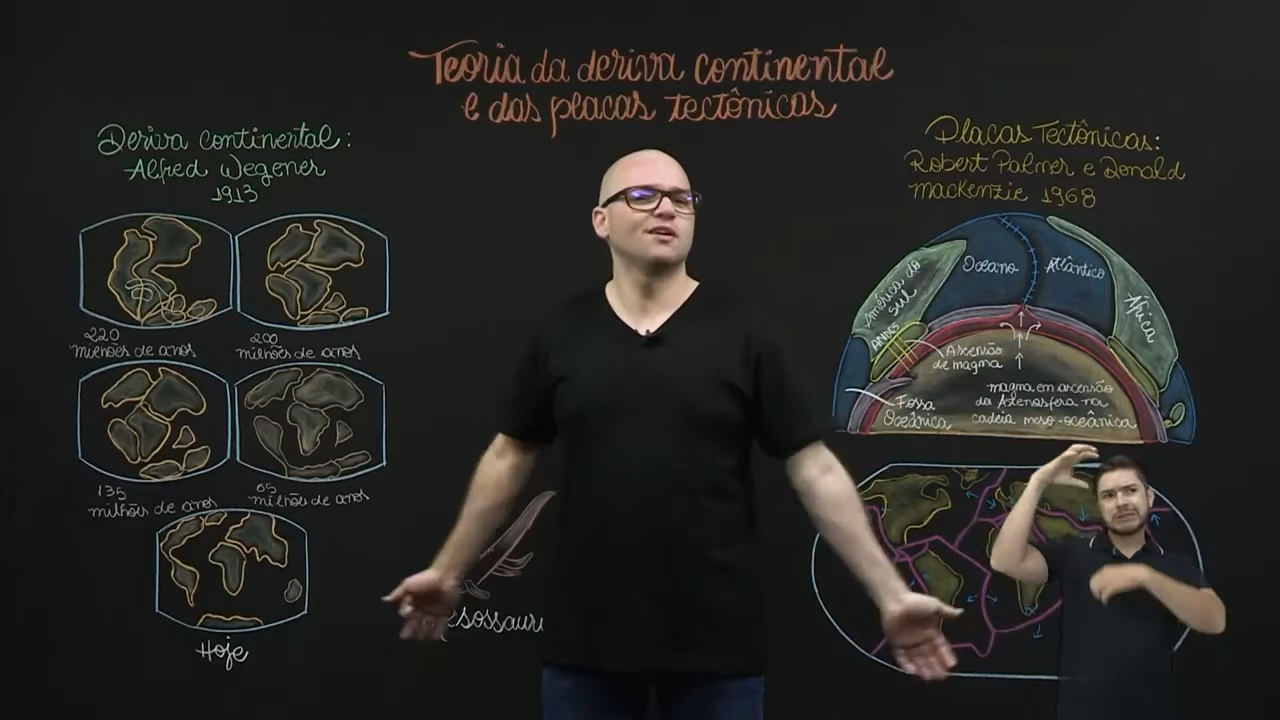 Teoria da deriva continental
e das placas tectônicas
Deriva continental:
Alfred Wegener
1913
220
milhões de anos
200
milhões de anos
135
milhões de anos
65
milhões de anos
Hoje
esossaur
Placas Tectônicas:
Robert Palmer e Donald
Mackenzie 1968
América do
sul
Oceano Atlântico
África
ANDES
Ascensão
de magma
Fossa
Oceânica
magma em ascensão
da Astenosfera na
cadeia meso-oceânica